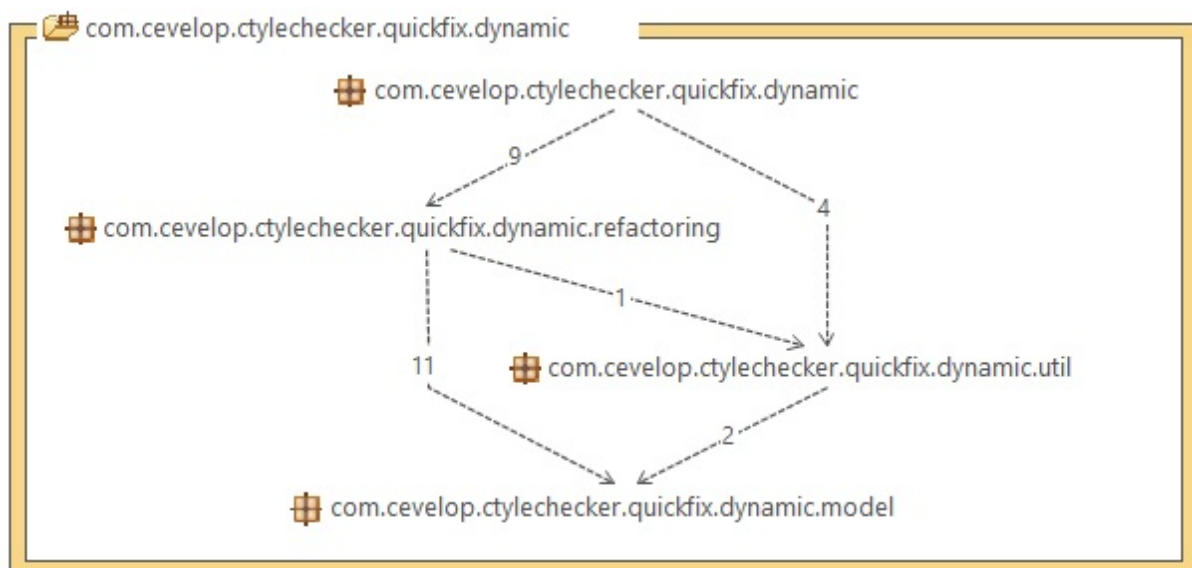 com.cevelop.ctylechecker.quickfix.dynamic
com.cevelop.ctylechecker.quickfix.dynamic
9
4
com.cevelop.ctylechecker.quickfix.dynamic.refactoring
1
11
com.cevelop.ctylechecker.quickfix.dynamic.util
2
com.cevelop.ctylechecker.quickfix.dynamic.model